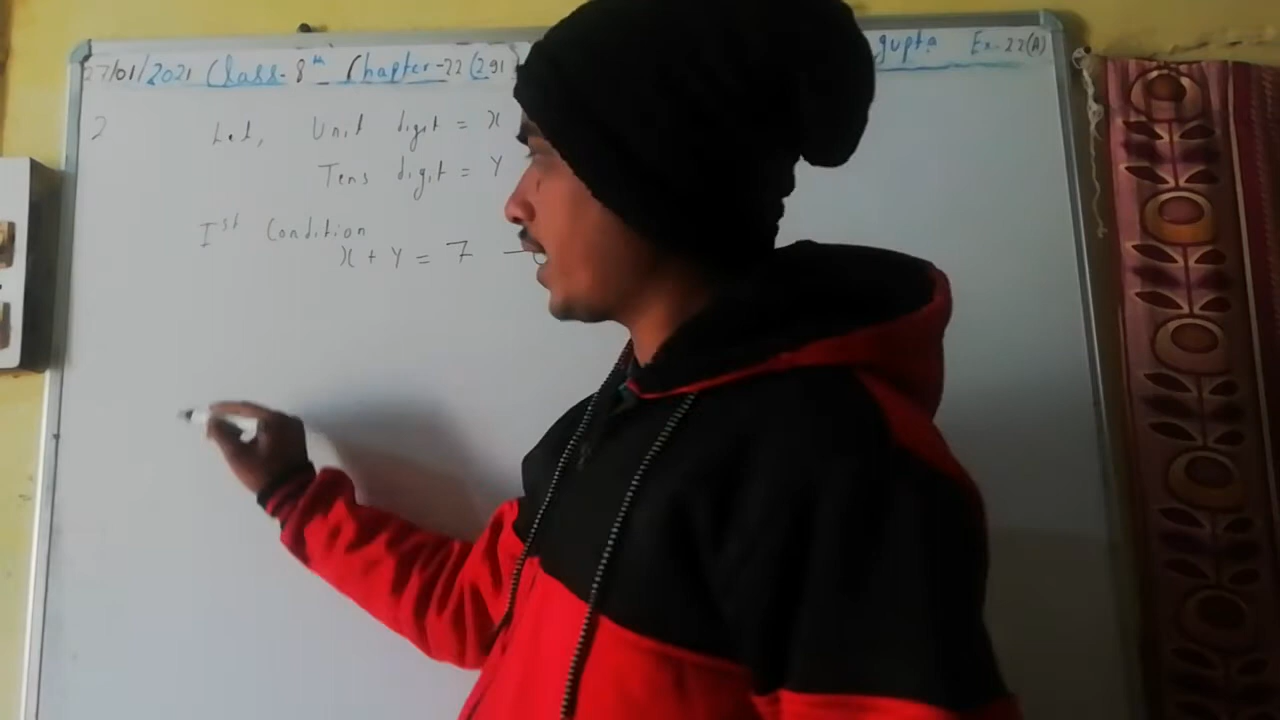 27/01/2021 Class-8th Chapter-22 (291 gupta Ex-22(A)
2 Let, Unit digit = x
Tens digit = Y
Ist Condition
x + Y = 7 —